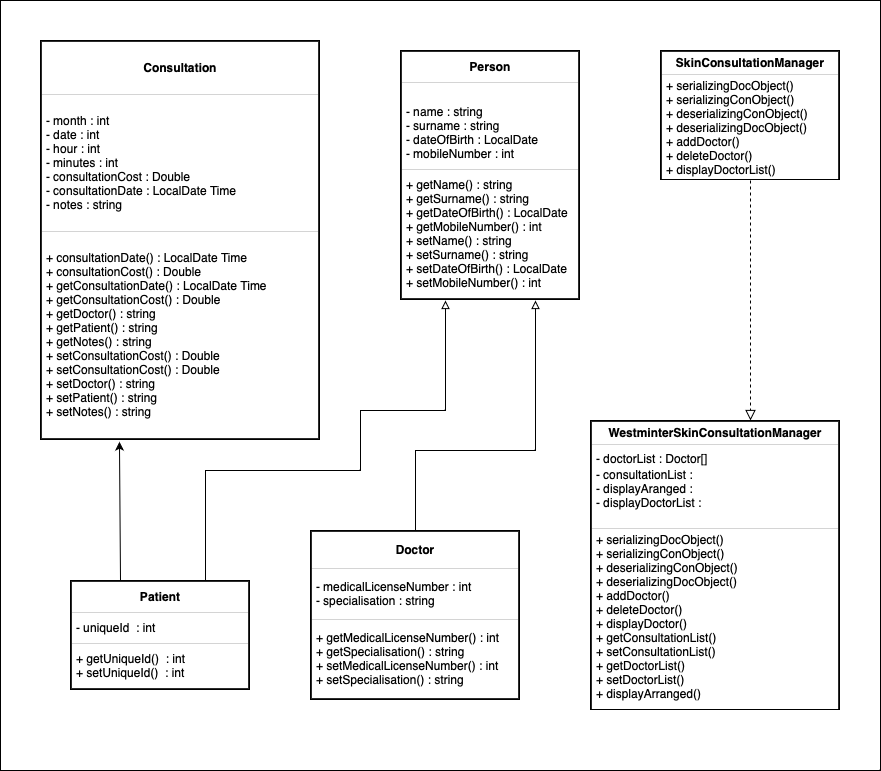 Consultation
- month : int
- date : int
- hour : int
- minutes : int
- consultationCost : Double
- consultationDate : LocalDate Time
- notes : string
+ consultationDate() : LocalDate Time
+ consultationCost() : Double
+ getConsultationDate() : LocalDate Time
+ getConsultationCost() : Double
+ getDoctor() : string
+ getPatient() : string
+ getNotes() : string
+ setConsultationCost() : Double
+ setConsultationCost() : Double
+ setDoctor() : string
+ setPatient() : string
+ setNotes() : string
Person
- name : string
- surname : string
- dateOfBirth : LocalDate
- mobileNumber : int
+ getName() : string
+ getSurname() : string
+ getDateOfBirth() : LocalDate
+ getMobileNumber() : int
+ setName() : string
+ setSurname() : string
+ setDateOfBirth() : LocalDate
+ setMobileNumber() : int
SkinConsultationManager
+ serializingDocObject()
+ serializingConObject()
+ deserializingConObject()
+ deserializingDocObject()
+ addDoctor()
+ deleteDoctor()
+ displayDoctorList()
Patient
- uniqueId : int
+ getUniqueId() : int
+ setUniqueId() : int
Doctor
- medicalLicenseNumber : int
- specialisation : string
+ getMedicalLicenseNumber() : int
+ getSpecialisation() : string
+ setMedicalLicenseNumber() : int
+ setSpecialisation() : string
WestminterSkinConsultationManager
- doctorList : Doctor[]
- consultationList :
- displayAranged :
- displayDoctorList :
+ serializingDocObject()
+ serializingConObject()
+ deserializingConObject()
+ deserializingDocObject()
+ addDoctor()
+ deleteDoctor()
+ displayDoctor()
+ getConsultationList()
+ setConsultationList()
+ getDoctorList()
+ setDoctorList()
+ displayArranged()